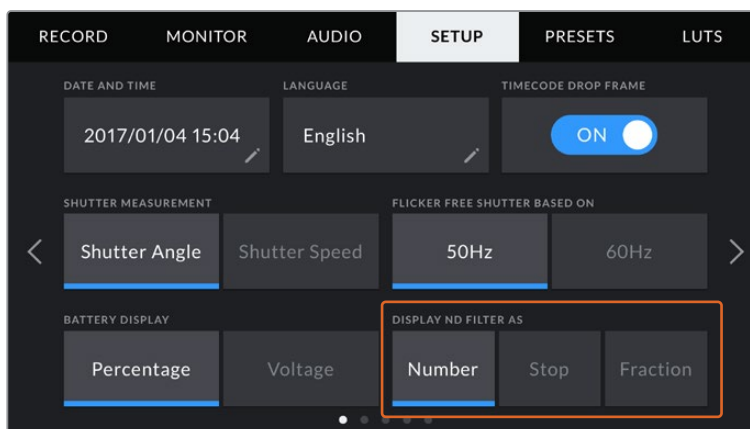 RECORD MONITOR AUDIO SETUP PRESETS LUTS
DATE AND TIME LANGUAGE TIMECODE DROP FRAME
2017/01/04 15:04 English ON
SHUTTER MEASUREMENT FLICKER FREE SHUTTER BASED ON
Shutter Angle Shutter Speed 50Hz 60Hz
BATTERY DISPLAY DISPLAY ND FILTER AS
Percentage Voltage Number Stop Fraction